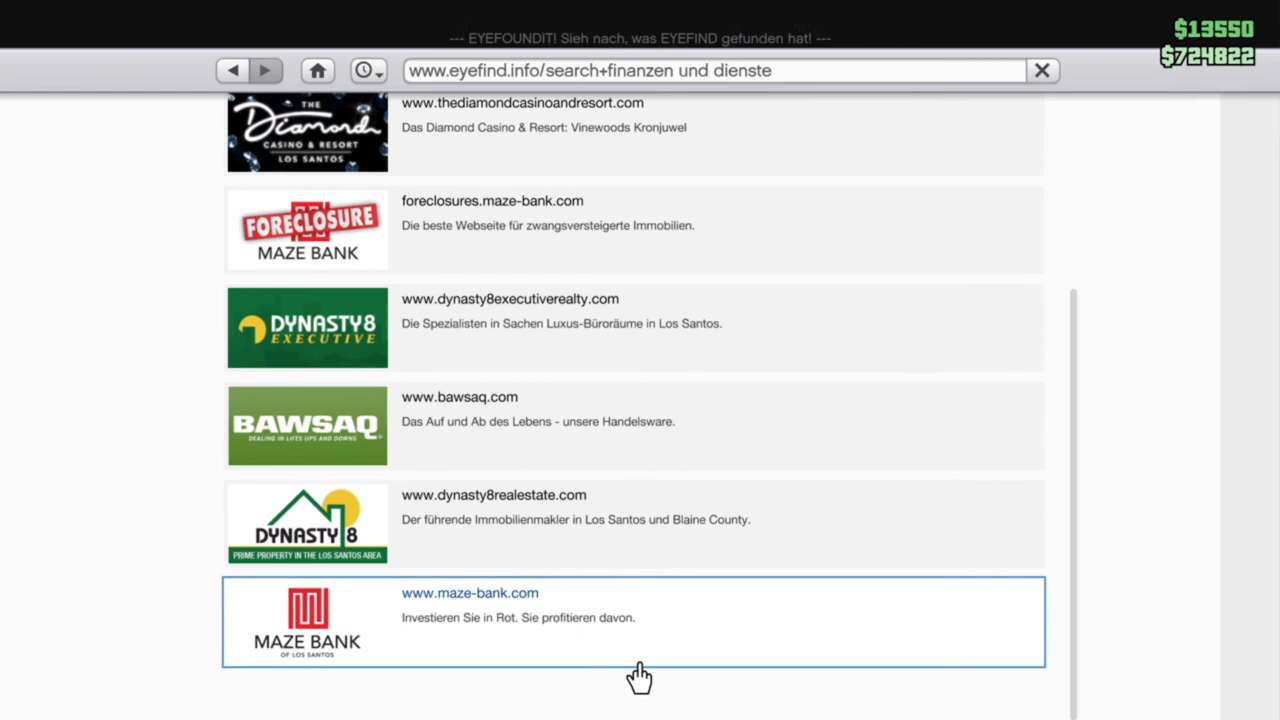 --- EYEFOUNDIT! Sieh nach, was EYEFIND gefunden hat! ---
$13550
$724822
www.eyefind.info/search+finanzen und dienste
THE
Diamond
CASINO & RESORT
LOS SANTOS
www.thediamondcasinoandresort.com
Das Diamond Casino & Resort: Vinewoods Kronjuwel
FORECLOSURE
MAZE BANK
foreclosures.maze-bank.com
Die beste Webseite für zwangsversteigerte Immobilien.
DYNASTY8
EXECUTIVE
www.dynasty8executiverealty.com
Die Spezialisten in Sachen Luxus-Büroräume in Los Santos.
BAWSAQ
DEALING IN LIFES UPS AND DOWNS
www.bawsaq.com
Das Auf und Ab des Lebens - unsere Handelsware.
DYNASTY 8
PRIME PROPERTY IN THE LOS SANTOS AREA
www.dynasty8realestate.com
Der führende Immobilienmakler in Los Santos und Blaine County.
MAZE BANK
OF LOS SANTOS
www.maze-bank.com
Investieren Sie in Rot. Sie profitieren davon.